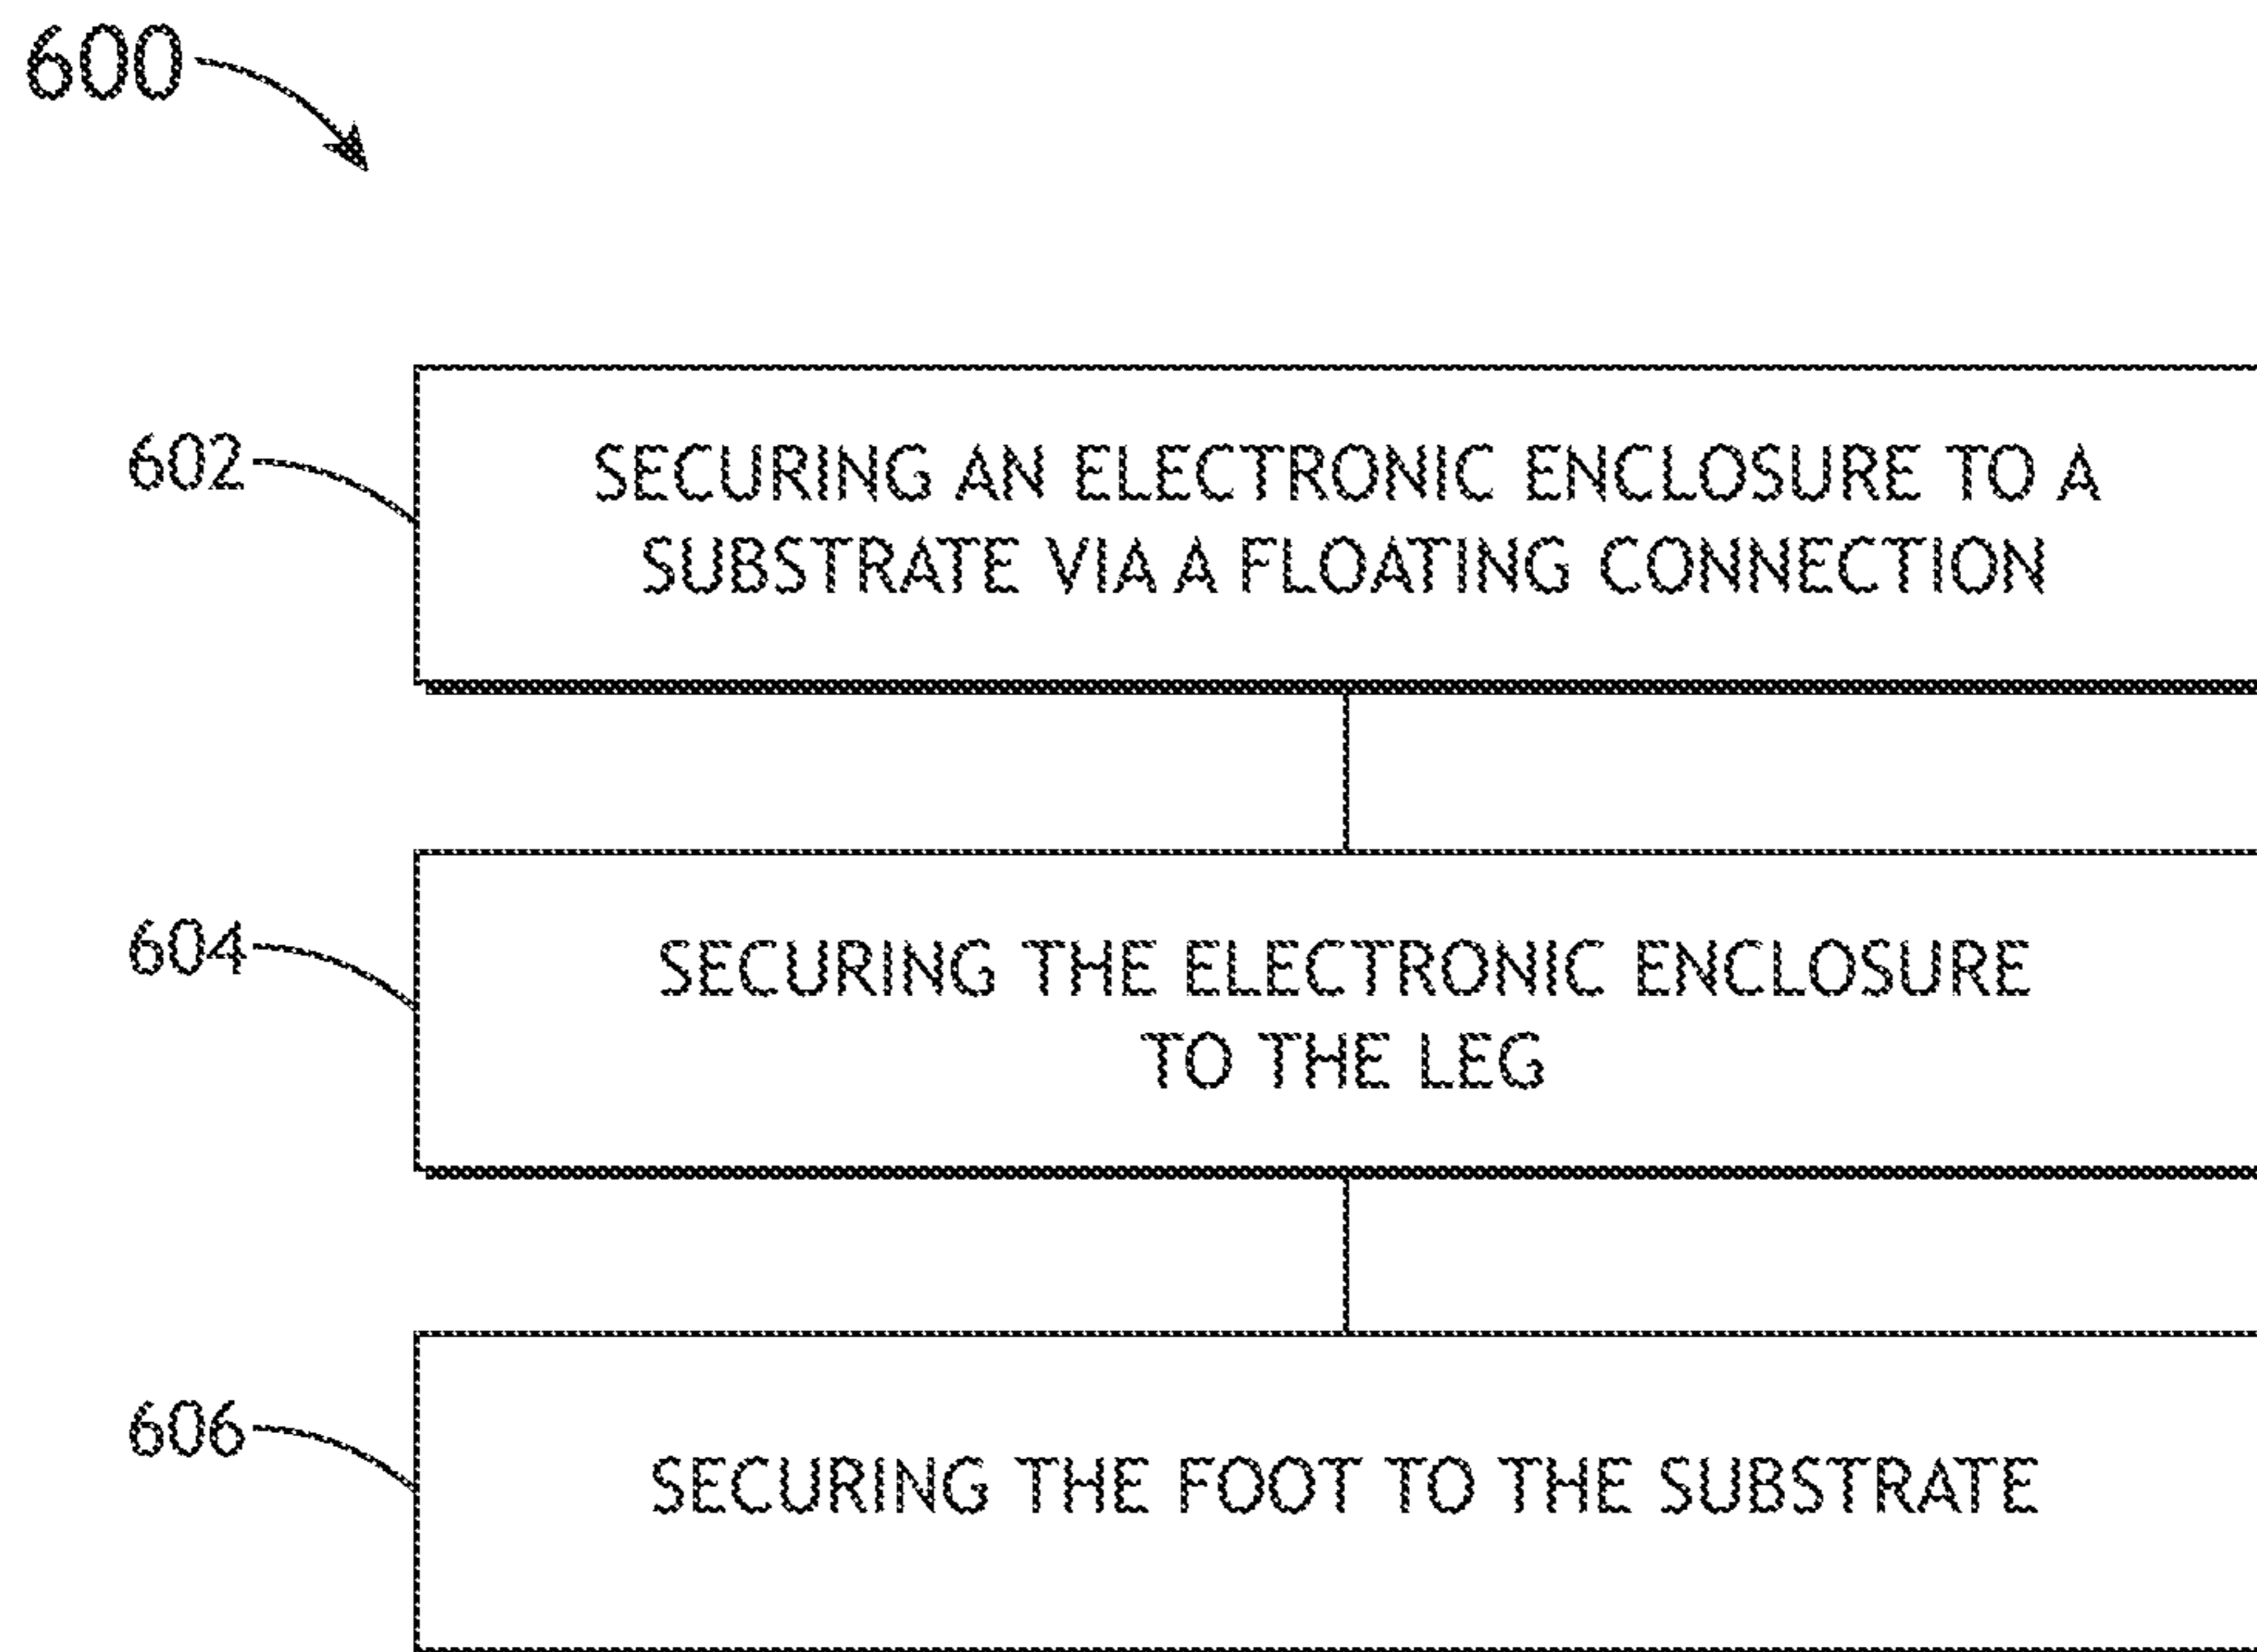 600
602
SECURING AN ELECTRONIC ENCLOSURE TO A
SUBSTRATE VIA A FLOATING CONNECTION
604
SECURING THE ELECTRONIC ENCLOSURE
TO THE LEG
606
SECURING THE FOOT TO THE SUBSTRATE